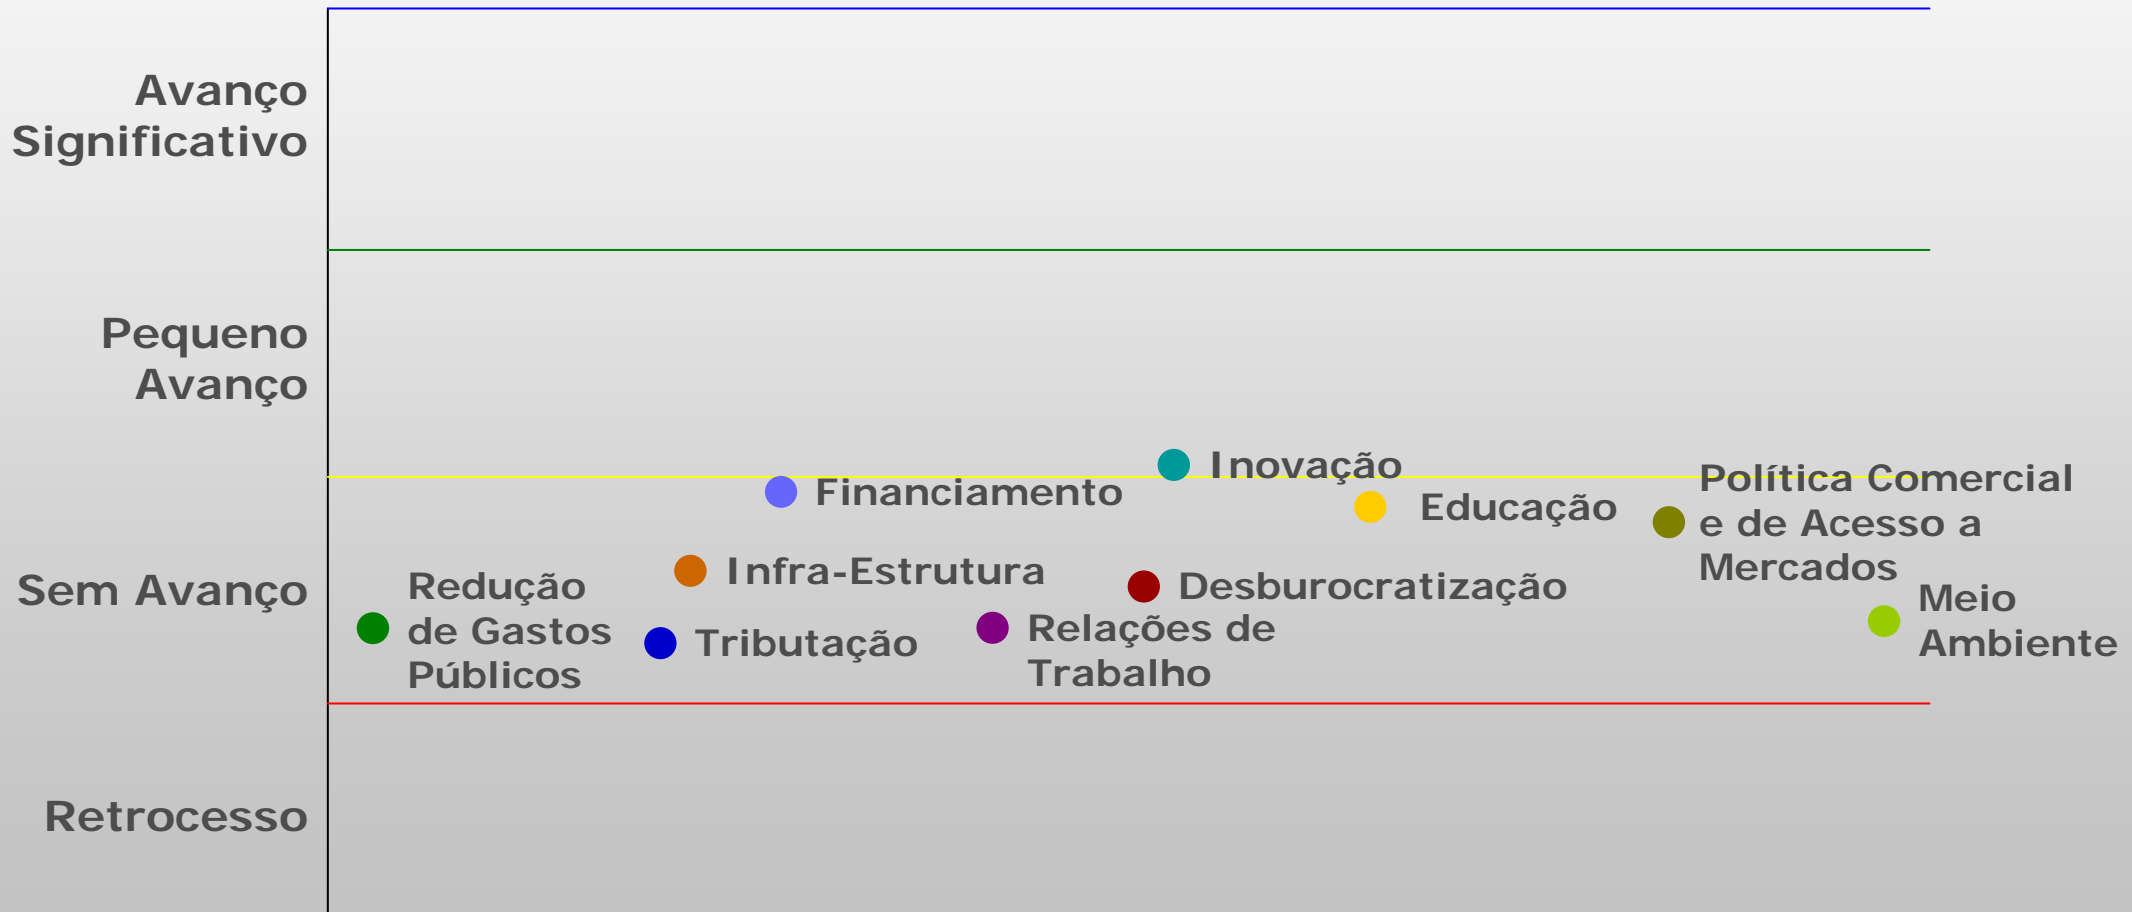 Avanço
Significativo
Pequeno
Avanço
Sem Avanço
Retrocesso
Inovação
Financiamento
Educação
Política Comercial
e de Acesso a
Mercados
Infra-Estrutura
Desburocratização
Redução
de Gastos
Públicos
Tributação
Relações de
Trabalho
Meio
Ambiente